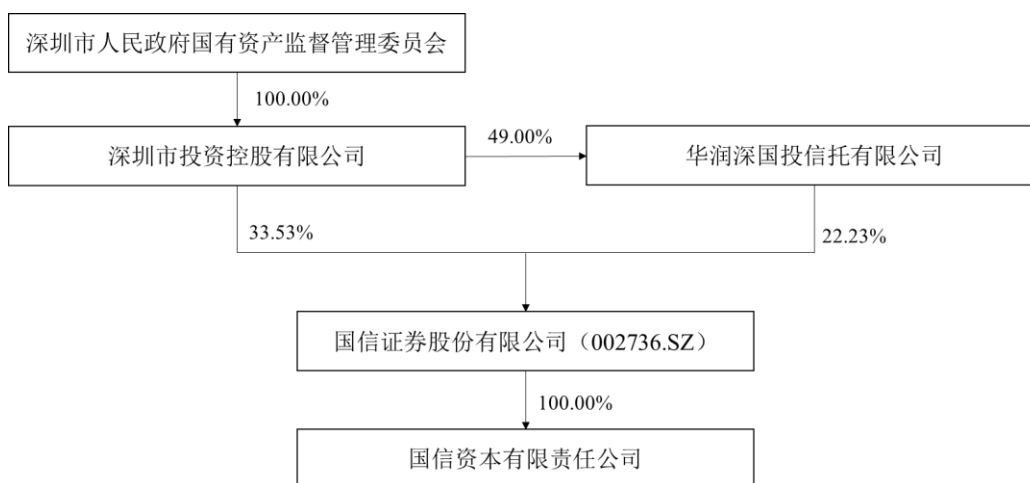 深圳市人民政府国有资产监督管理委员会
100.00%
深圳市投资控股有限公司
49.00%
华润深国投信托有限公司
33.53%
22.23%
国信证券股份有限公司（002736.SZ）
100.00%
国信资本有限责任公司